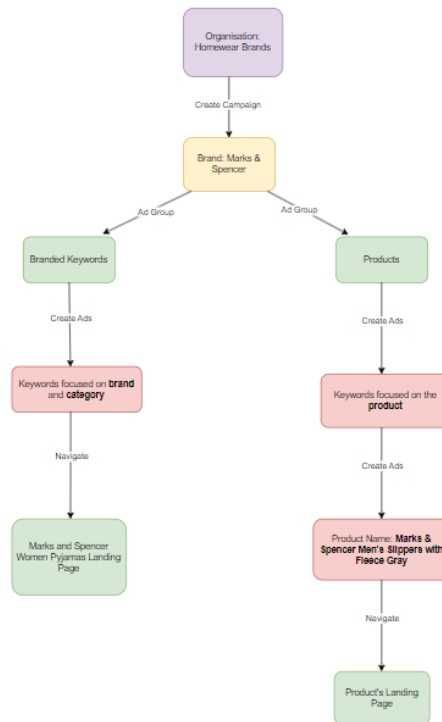 Organisation:
Homewear Brands
Create Campaign
Brand: Marks &
Spencer
Ad Group
Ad Group
Branded Keywords
Products
Create Ads
Create Ads
Keywords focused on brand
and category
Keywords focused on the
product
Navigate
Create Ads
Marks and Spencer
Women Pyjamas Landing
Page
Product Name: Marks &
Spencer Men's Slippers with
Fleece Gray
Navigate
Product's Landing
Page